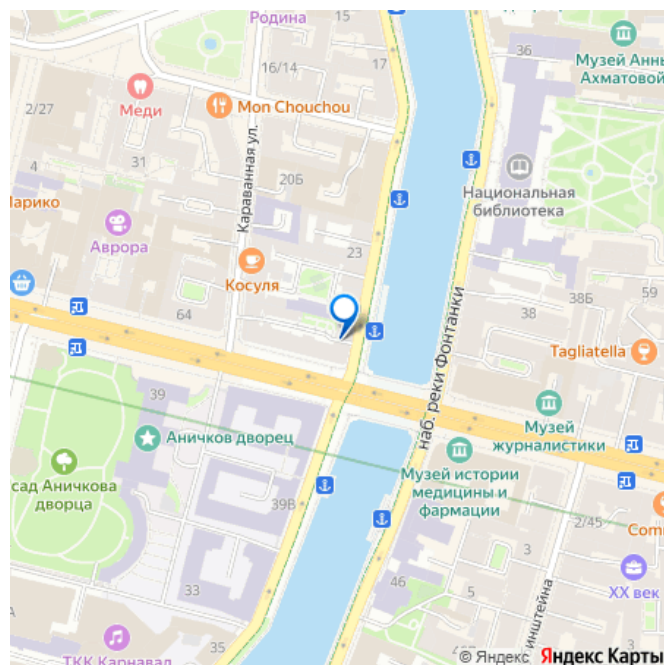 Родина
15
36
Музей Анны
Ахматовой
16/14
17
Меди
Mon Chouchou
2/27
Караванная ул.
31
4
20Б
Национальная
библиотека
Аврора
23
Косуля
57
59
64
38Б
38
Tagliatella
наб. реки Фонтанки
39
Музей
журналистики
Аничков дворец
сад Аничкова
дворца
Музей истории
медицины и
фармации
39В
2/45
3
5
3
XX век
33
46
35
ТКК Карнавал
© Яндекс Яндекс Карты